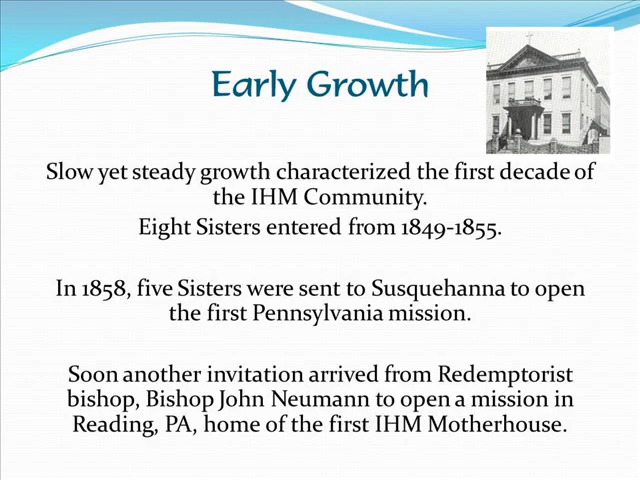 Early Growth
Slow yet steady growth characterized the first decade of
the IHM Community.
Eight Sisters entered from 1849-1855.
In 1858, five Sisters were sent to Susquehanna to open
the first Pennsylvania mission.
Soon another invitation arrived from Redemptorist
bishop, Bishop John Neumann to open a mission in
Reading, PA, home of the first IHM Motherhouse.